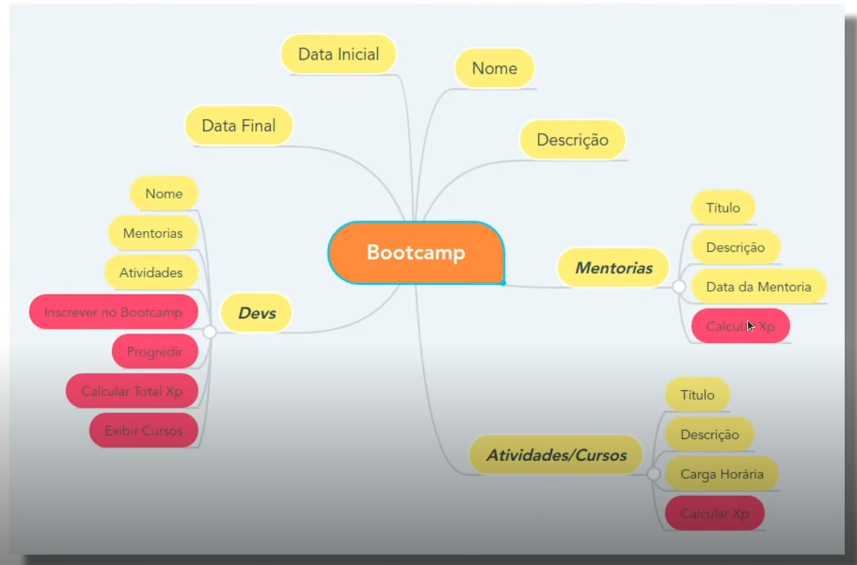 Data Inicial
Nome
Data Final
Descrição
Bootcamp
Nome
Mentorias
Atividades
Inscrever no Bootcamp
Progredir
Calcular Total Xp
Exibir Cursos
Devs
Mentorias
Título
Descrição
Data da Mentoria
Xp
Atividades/Cursos
Título
Descrição
Carga Horária
Calcular Xp